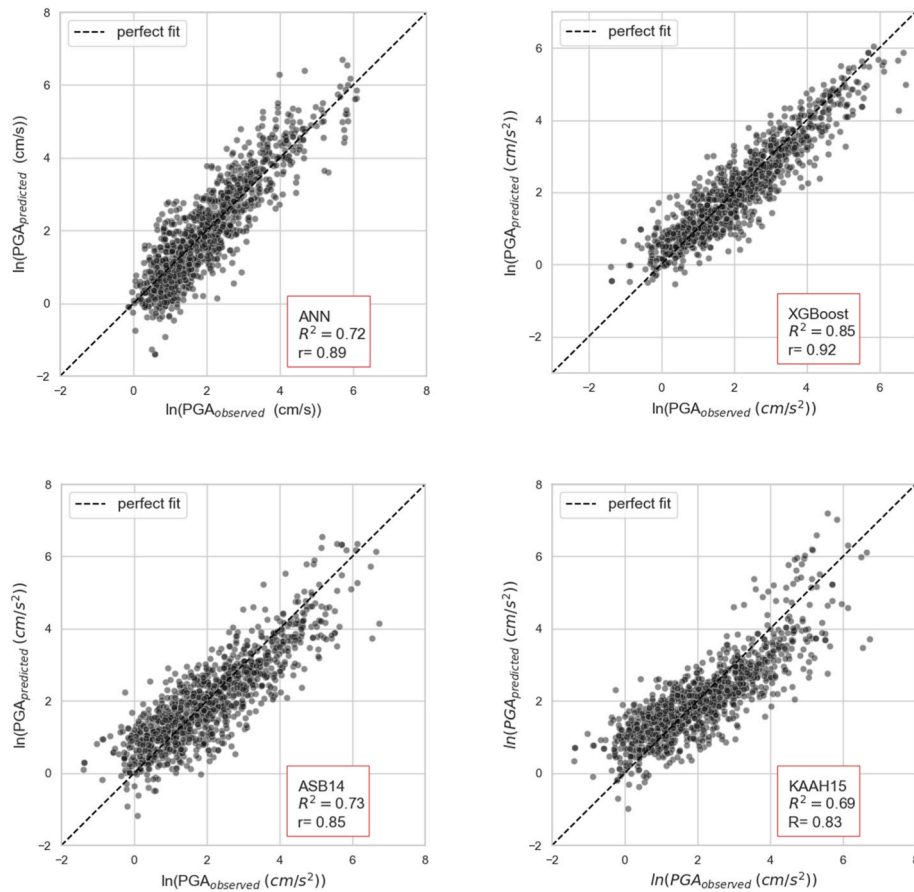 8
perfect fit
6
4
2
0
−2
ln(PGA_predicted (cm/s))
ANN
R² = 0.72
r= 0.89
−2 0 2 4 6 8
ln(PGA_observed (cm/s))
8
perfect fit
6
4
2
0
−2
ln(PGA_predicted (cm/s²))
XGBoost
R² = 0.85
r= 0.92
−2 0 2 4 6
ln(PGA_observed (cm/s²))
8
perfect fit
6
4
2
0
−2
ln(PGA_predicted (cm/s²))
ASB14
R² = 0.73
r= 0.85
−2 0 2 4 6 8
ln(PGA_observed (cm/s²))
8
perfect fit
6
4
2
0
−2
ln(PGA_predicted (cm/s²))
KAAH15
R² = 0.69
R= 0.83
−2 0 2 4 6 8
ln(PGA_observed (cm/s²))